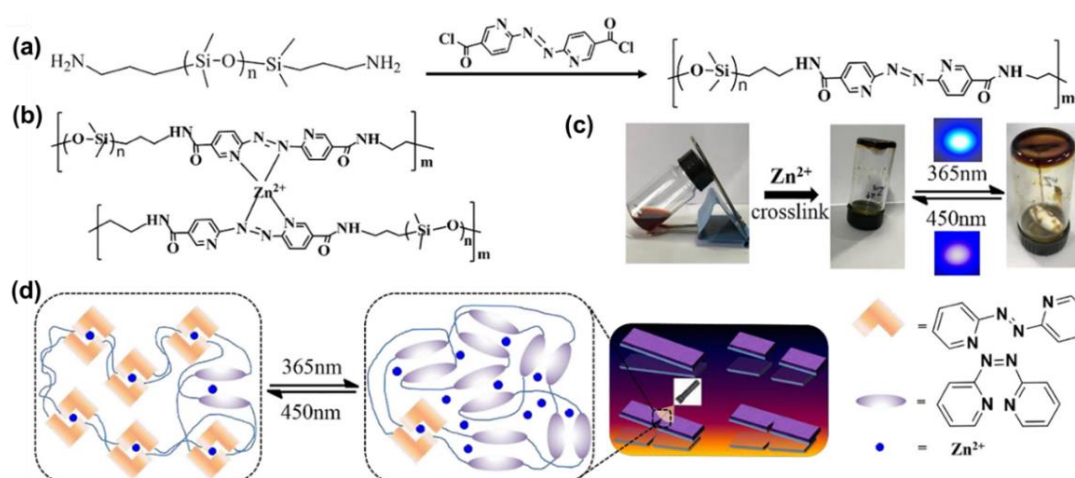 (a)
H₂N
Si
O
n
Si
NH₂
Cl
O
N
N
N
N
O
Cl
O
Si
n
HN
O
N
N
N
N
NH
O
m
(b)
O
Si
n
HN
O
N
N
N
N
NH
O
m
Zn²⁺
HN
O
N
N
N
N
NH
O
Si
O
n
m
(c)
Zn²⁺
crosslink
365nm
450nm
(d)
365nm
450nm
=
N
N
N
N
=
N
N
N
N
=
Zn²⁺